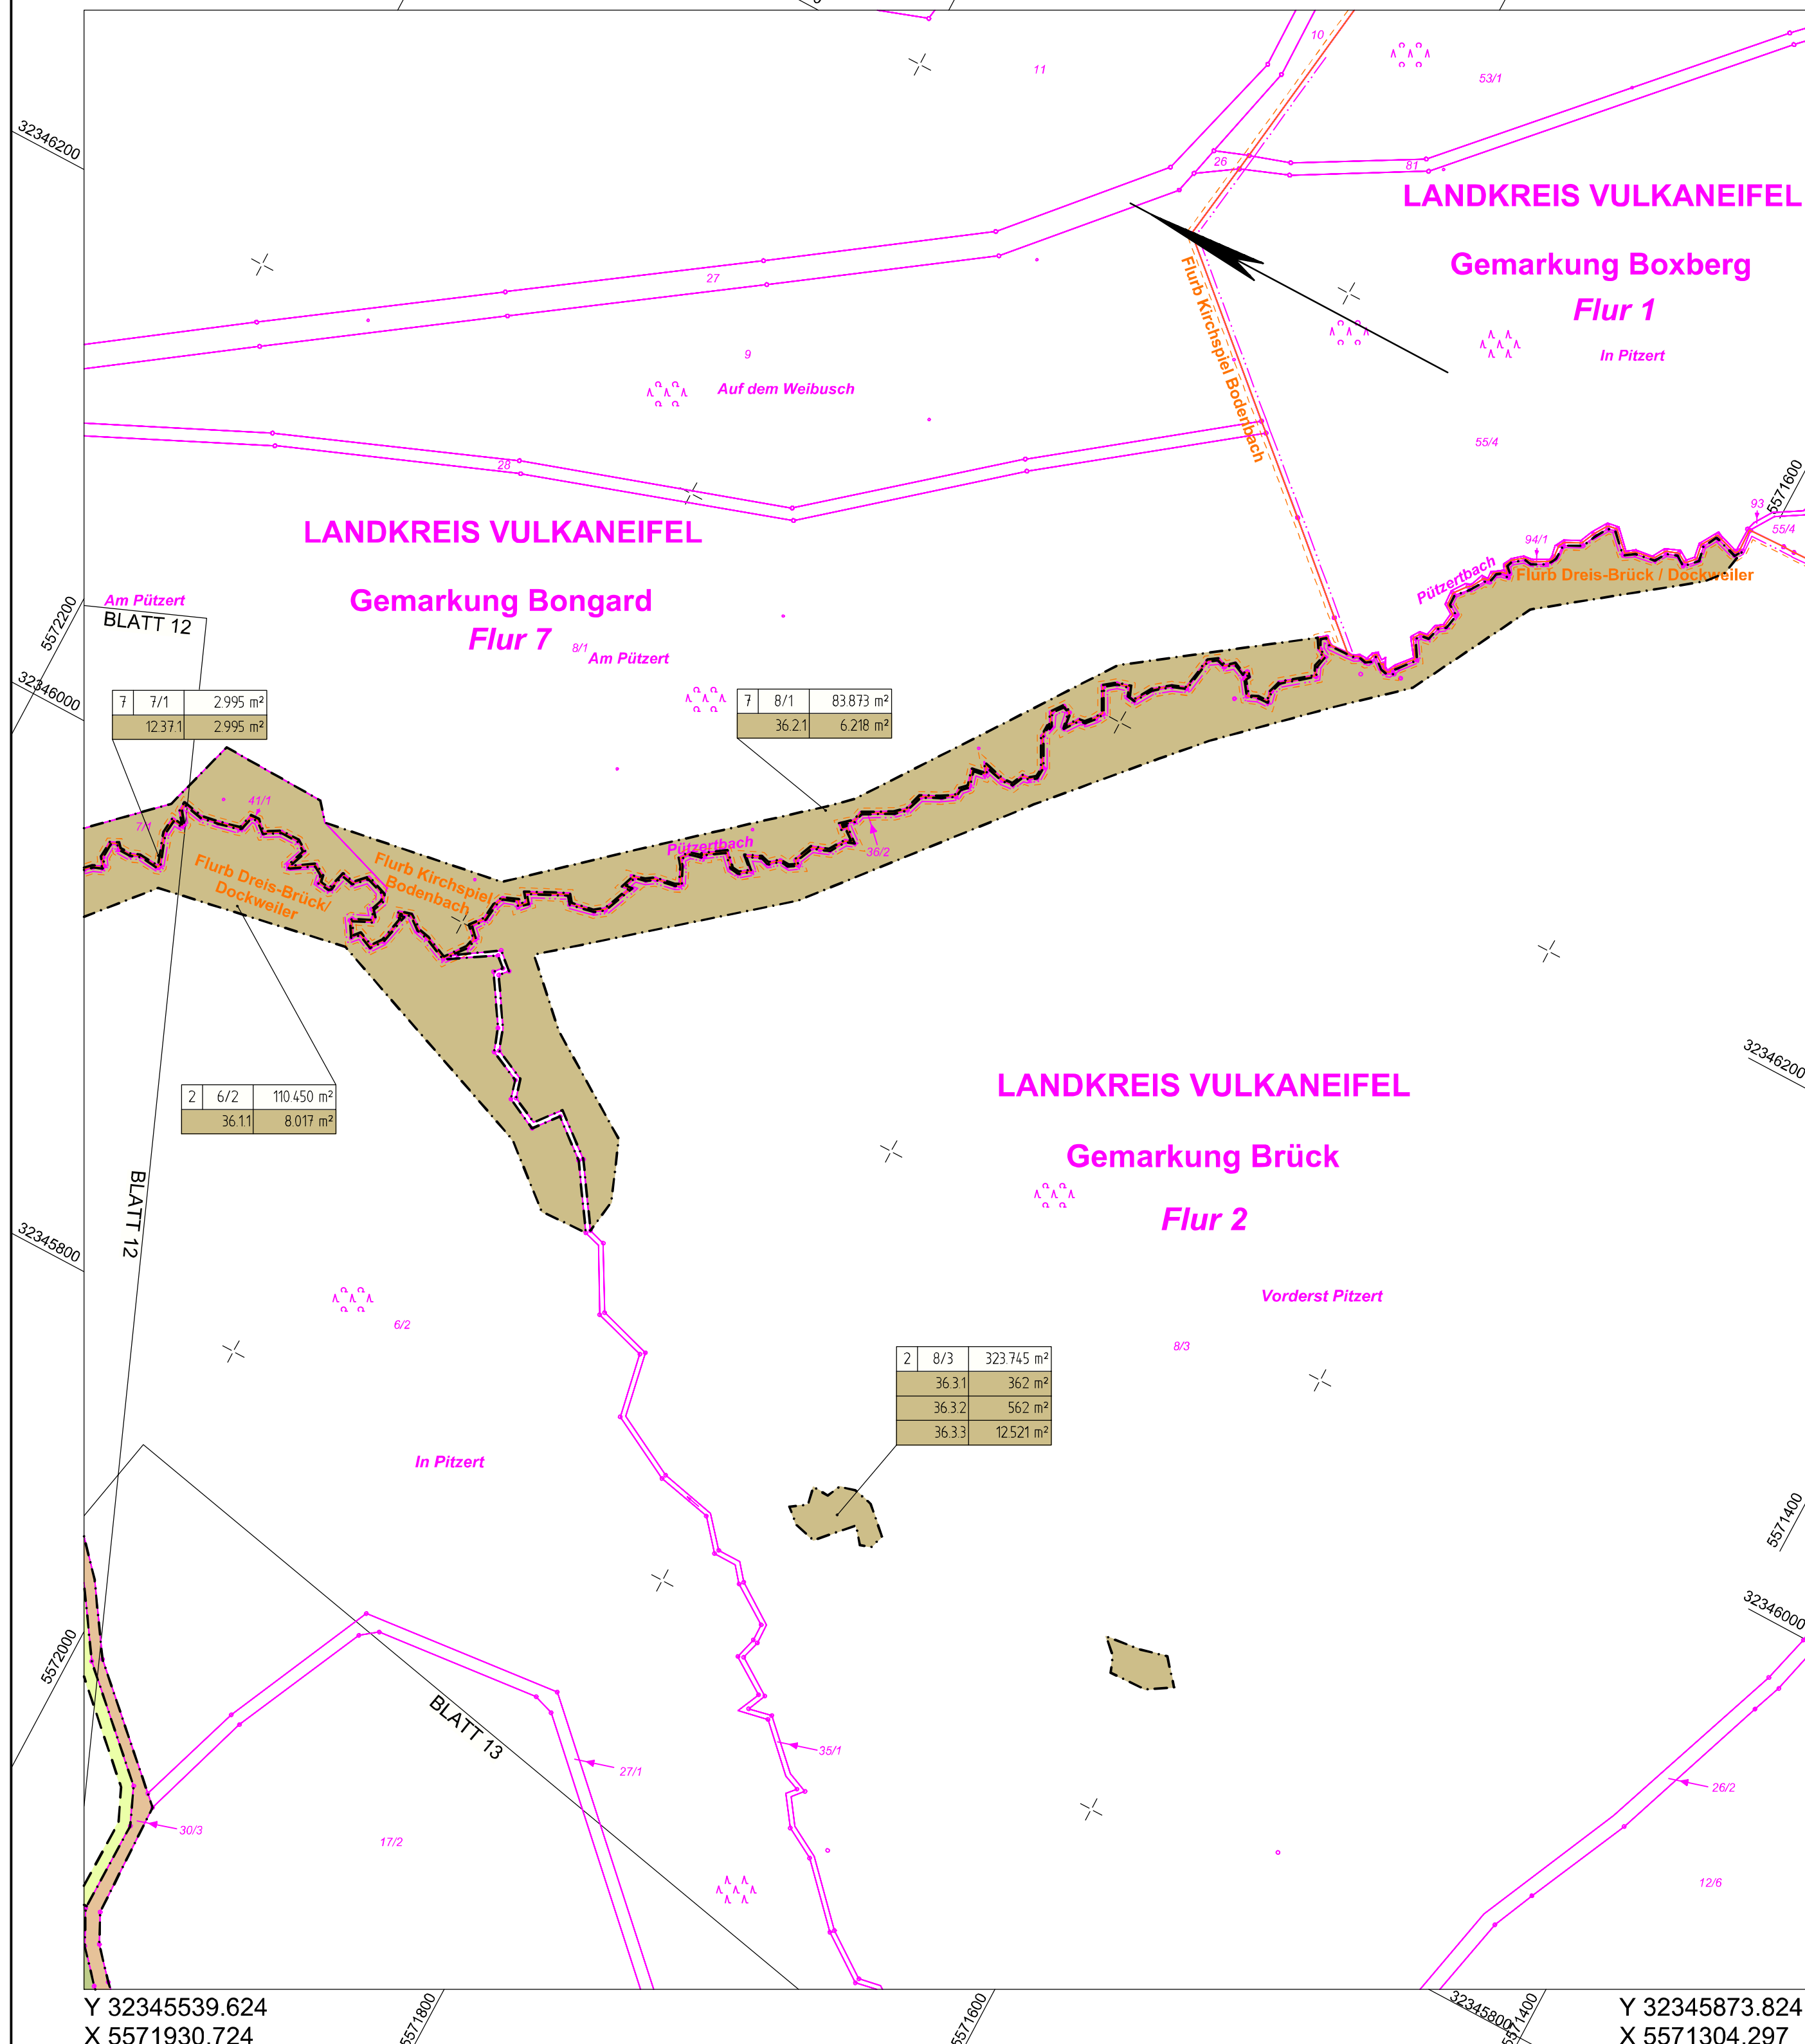 32346200
11
10
53/1
26
81
LANDKREIS VULKANEIFEL
Gemarkung Boxberg
Flur 1
In Pitzert
27
Flurb Kirchspiel Bodenbach
9
Auf dem Weibusch
55/4
28
5571600
93
55/4
94/1
LANDKREIS VULKANEIFEL
Gemarkung Bongard
Flur 7
8/1
Am Pützert
Pützertbach
Flurb Dreis-Brück / Dockweiler
5572200
Am Pützert
BLATT 12
32346000
7 7/1 2.995 m²
12.37.1 2.995 m²
7 8/1 83.873 m²
36.2.1 6.218 m²
41/1
7/1
Pützertbach
36/2
Flurb Dreis-Brück/
Dockweiler
Flurb Kirchspiel
Bodenbach
2 6/2 110.450 m²
36.1.1 8.017 m²
BLATT 12
LANDKREIS VULKANEIFEL
Gemarkung Brück
Flur 2
32346200
32345800
Vorderst Pitzert
6/2
8/3
2 8/3 323.745 m²
36.3.1 362 m²
36.3.2 562 m²
36.3.3 12.521 m²
In Pitzert
5571400
32346000
5572000
BLATT 13
35/1
27/1
26/2
30/3
17/2
12/6
Y 32345539.624
X 5571930.724
5571800
5571600
32345800
5571400
Y 32345873.824
X 5571304.297